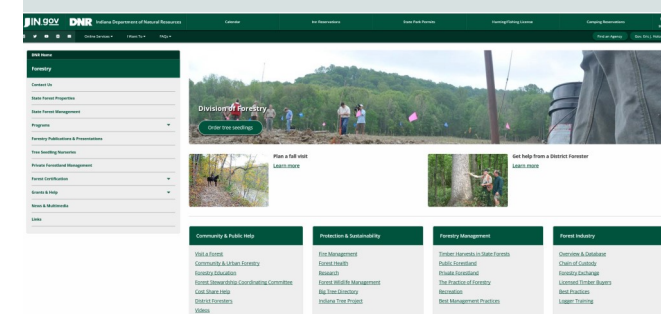 IN.gov DNR Indiana Department of Natural Resources Calendar Inn Reservations State Park Permits Hunting/Fishing License Camping Reservations
Online Services I Want To FAQs Find an Agency Gov. Eric J.
DNR Home
Forestry
Contact Us
State Forest Properties
State Forest Management
Programs
Forestry Publications & Presentations
Tree Seedling Nurseries
Private Forestland Management
Forest Certification
Grants & Help
News & Multimedia
Links
Division of Forestry
Order tree seedlings
Plan a fall visit
Learn more
Get help from a District Forester
Learn more
Community & Public Help
Visit a Forest
Community & Urban Forestry
Forestry Education
Forest Stewardship Coordinating Committee
Cost Share Help
District Foresters
Videos
Protection & Sustainability
Fire Management
Forest Health
Research
Forest Wildlife Management
Big Tree Directory
Indiana Tree Project
Forestry Management
Timber Harvests in State Forests
Public Forestland
Private Forestland
The Practice of Forestry
Recreation
Best Management Practices
Forest Industry
Overview & Database
Chain of Custody
Forestry Exchange
Licensed Timber Buyers
Best Practices
Logger Training